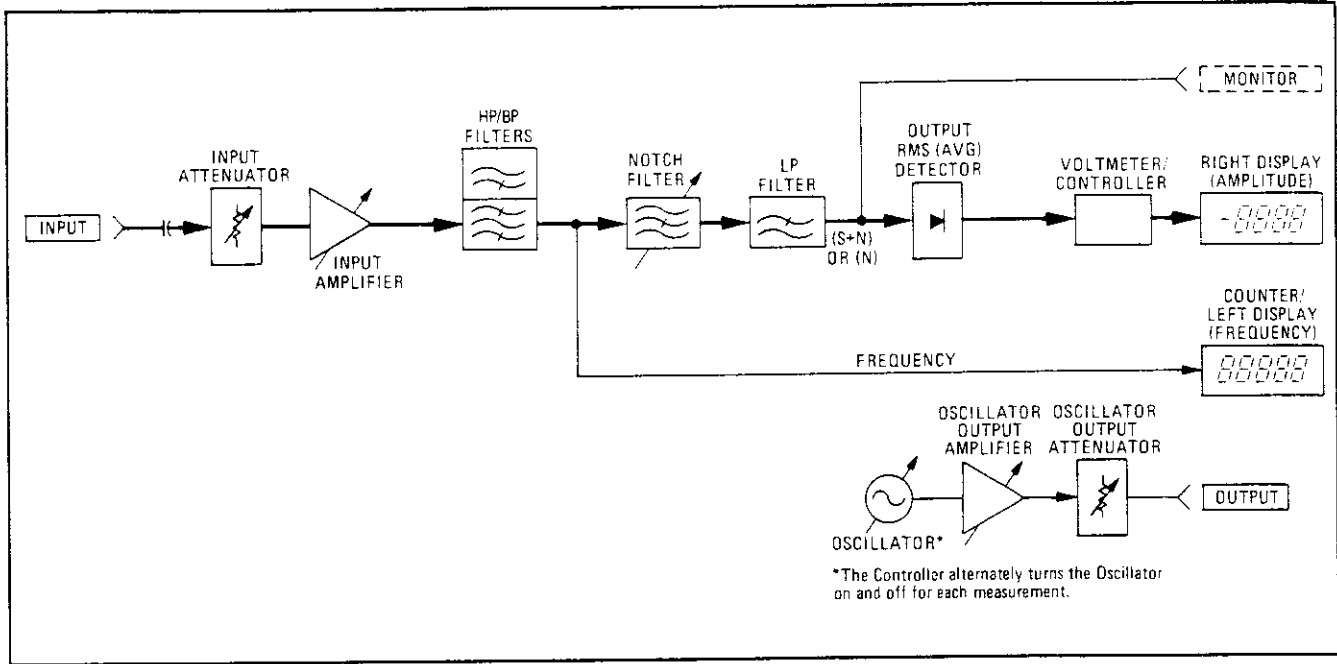 INPUT
INPUT
ATTENUATOR
INPUT
AMPLIFIER
HP/BP
FILTERS
NOTCH
FILTER
LP
FILTER
(S+N)
OR (N)
OUTPUT
RMS (AVG)
DETECTOR
VOLTMETER/
CONTROLLER
MONITOR
RIGHT DISPLAY
(AMPLITUDE)
-0000
COUNTER/
LEFT DISPLAY
(FREQUENCY)
00000
FREQUENCY
OSCILLATOR*
OSCILLATOR
OUTPUT
AMPLIFIER
OSCILLATOR
OUTPUT
ATTENUATOR
OUTPUT
*The Controller alternately turns the Oscillator
on and off for each measurement.